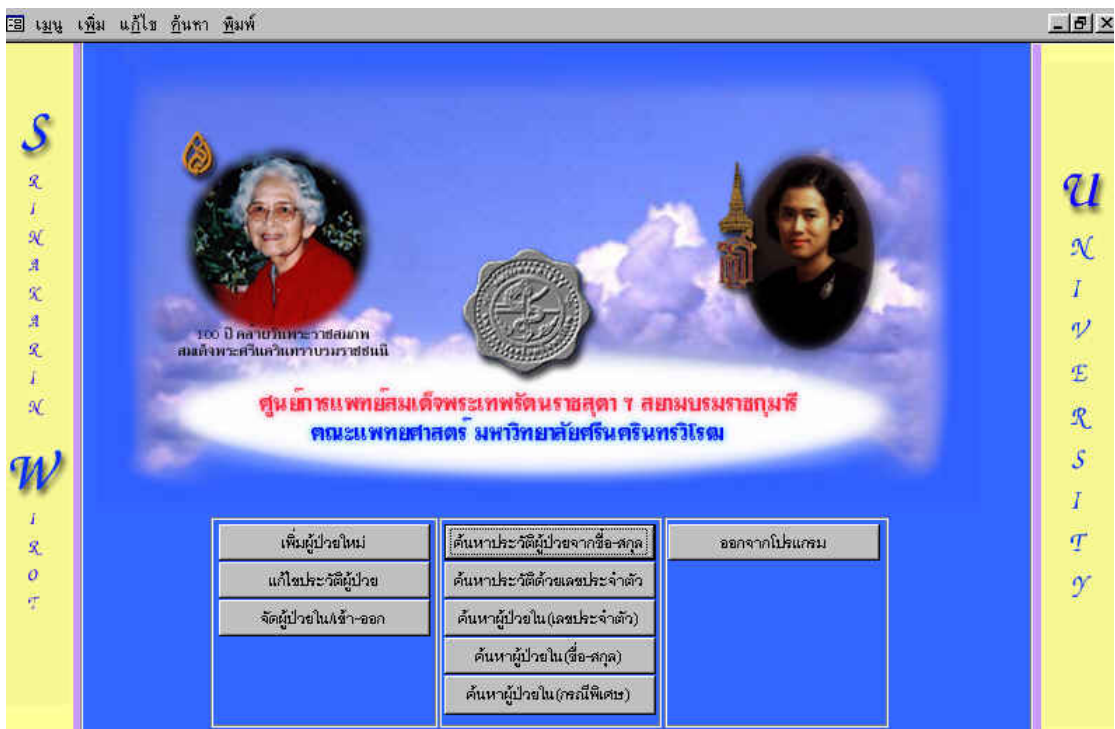 เมนู เพิ่ม แก้ไข ค้นหา พิมพ์
SRINAKARIN
WIROT
100 ปี คล้ายวันพระราชสมภพ
สมเด็จพระศรีนครินทราบรมราชชนนี
ศูนย์การแพทย์สมเด็จพระเทพรัตนราชสุดา ฯ สยามบรมราชกุมารี
คณะแพทยศาสตร์ มหาวิทยาลัยศรีนครินทรวิโรฒ
เพิ่มผู้ป่วยใหม่
แก้ไขประวัติผู้ป่วย
จัดผู้ป่วยใน/เข้า-ออก
ค้นหาประวัติผู้ป่วยจากชื่อ-สกุล
ค้นหาประวัติด้วยเลขประจำตัว
ค้นหาผู้ป่วยใน(เลขประจำตัว)
ค้นหาผู้ป่วยใน(ชื่อ-สกุล)
ค้นหาผู้ป่วยใน(กรณีพิเศษ)
ออกจากโปรแกรม
UNIVERSITY